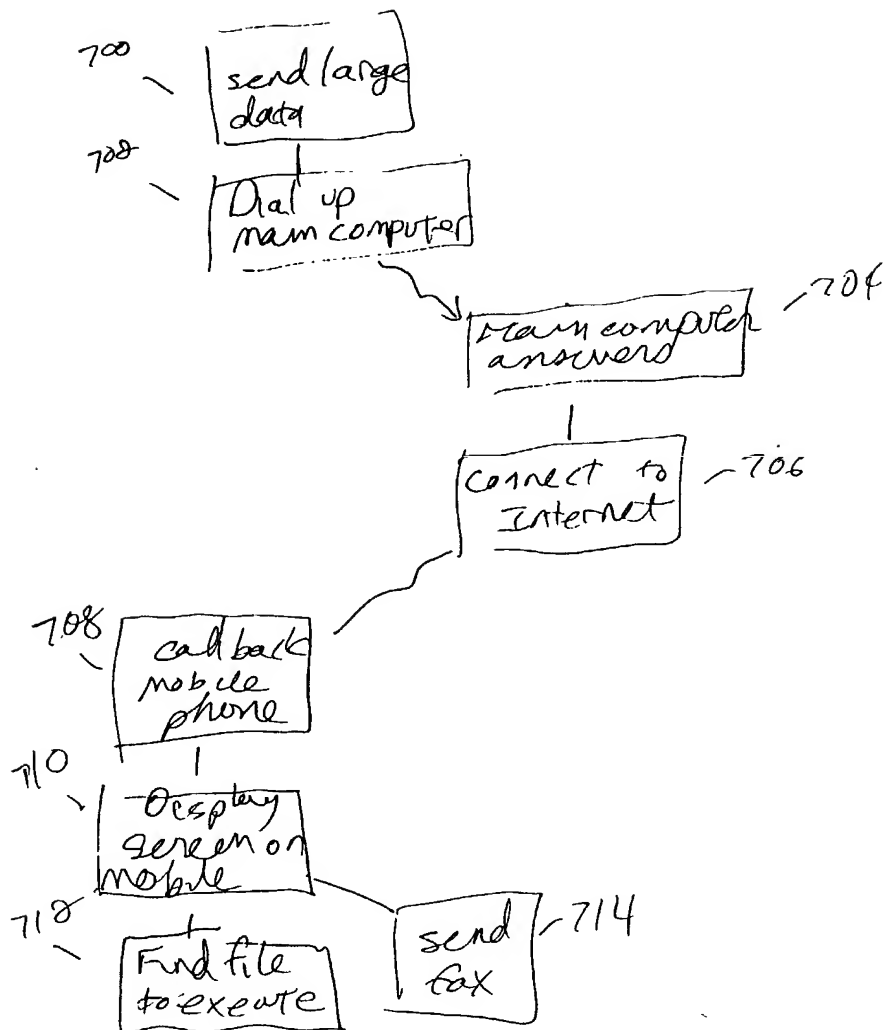 700
send large
data
702
Dial up
main computer
704
Main computer
answers
706
connect to
Internet
708
call back
mobile
phone
710
Display
screen on
mobile
712
Find file
to execute
714
send
fax